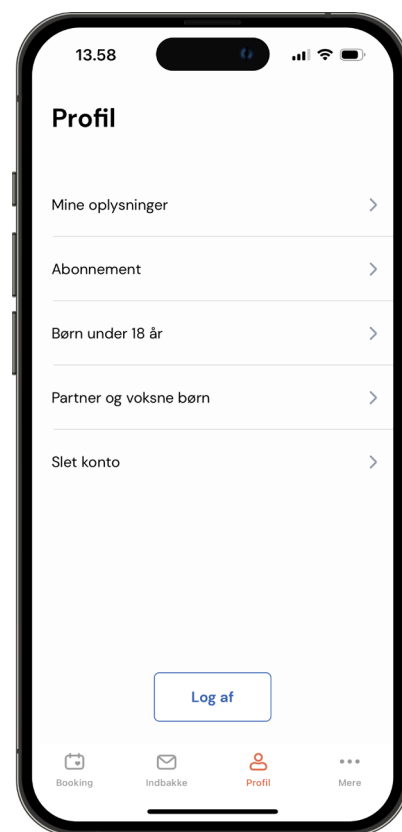 13.58
Profil
Mine oplysninger
Abonnement
Børn under 18 år
Partner og voksne børn
Slet konto
Log af
Booking Indbakke Profil Mere